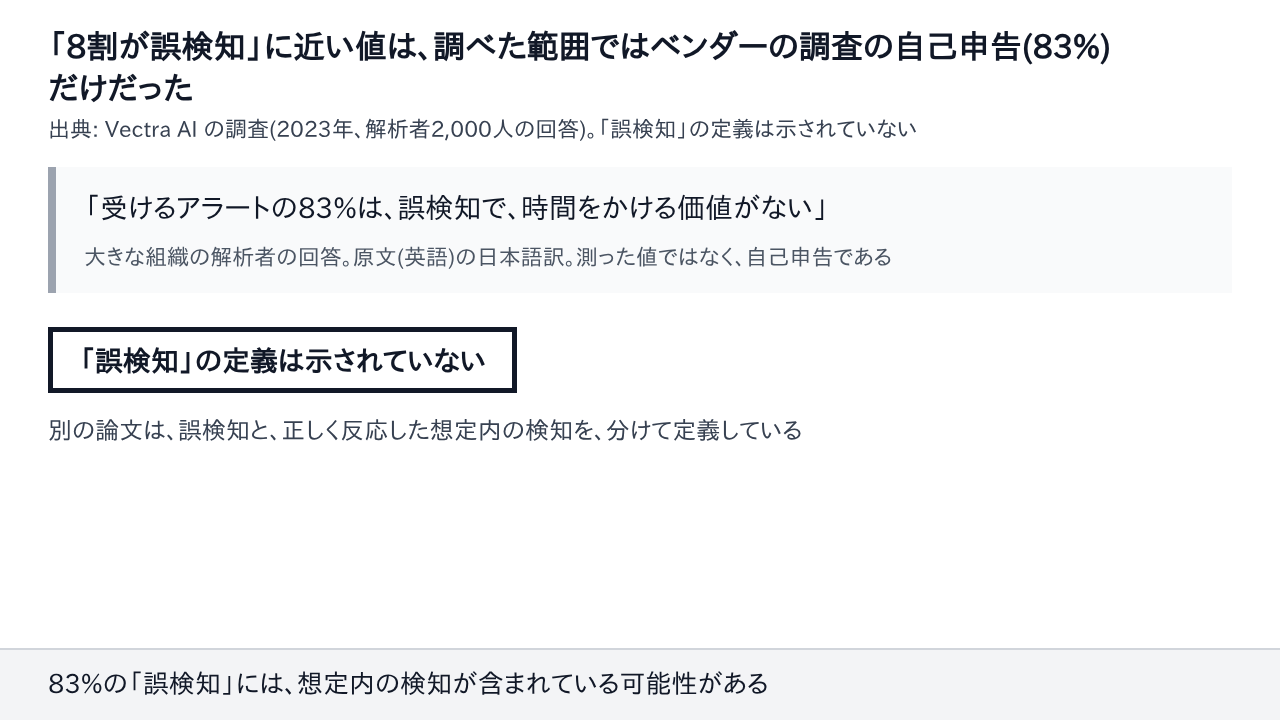 「8割が誤検知」に近い値は、調べた範囲ではベンダーの調査の自己申告(83%)
だけだった
出典: Vectra AI の調査(2023年、解析者2,000人の回答)。「誤検知」の定義は示されていない
「受けるアラートの83%は、誤検知で、時間をかける価値がない」
大きな組織の解析者の回答。原文(英語)の日本語訳。測った値ではなく、自己申告である
「誤検知」の定義は示されていない
別の論文は、誤検知と、正しく反応した想定内の検知を、分けて定義している
83%の「誤検知」には、想定内の検知が含まれている可能性がある